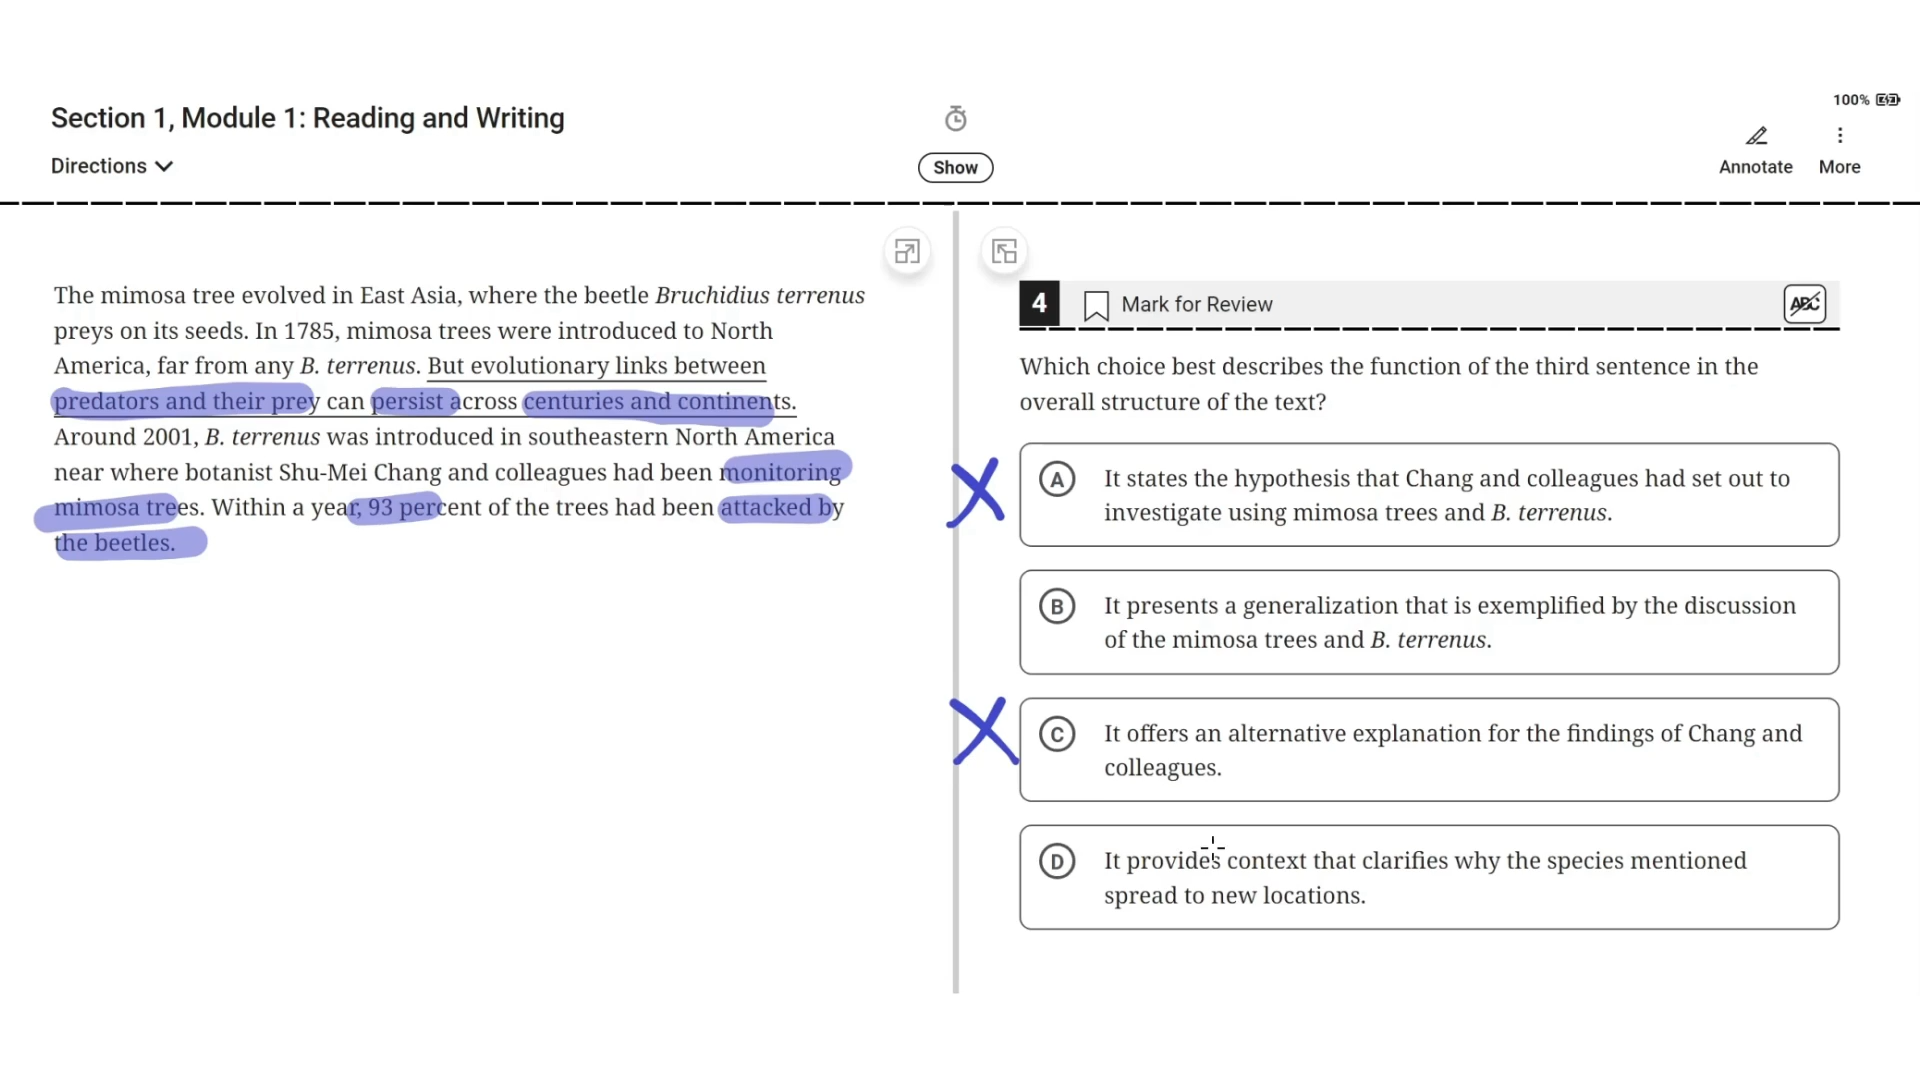 100%
Section 1, Module 1: Reading and Writing
Directions
Show
Annotate
More
The mimosa tree evolved in East Asia, where the beetle Bruchidius terrenus
preys on its seeds. In 1785, mimosa trees were introduced to North
America, far from any B. terrenus. But evolutionary links between
predators and their prey can persist across centuries and continents.
Around 2001, B. terrenus was introduced in southeastern North America
near where botanist Shu-Mei Chang and colleagues had been monitoring
mimosa trees. Within a year, 93 percent of the trees had been attacked by
the beetles.
4
Mark for Review
ABC
Which choice best describes the function of the third sentence in the
overall structure of the text?
A
It states the hypothesis that Chang and colleagues had set out to
investigate using mimosa trees and B. terrenus.
B
It presents a generalization that is exemplified by the discussion
of the mimosa trees and B. terrenus.
C
It offers an alternative explanation for the findings of Chang and
colleagues.
D
It provides context that clarifies why the species mentioned
spread to new locations.